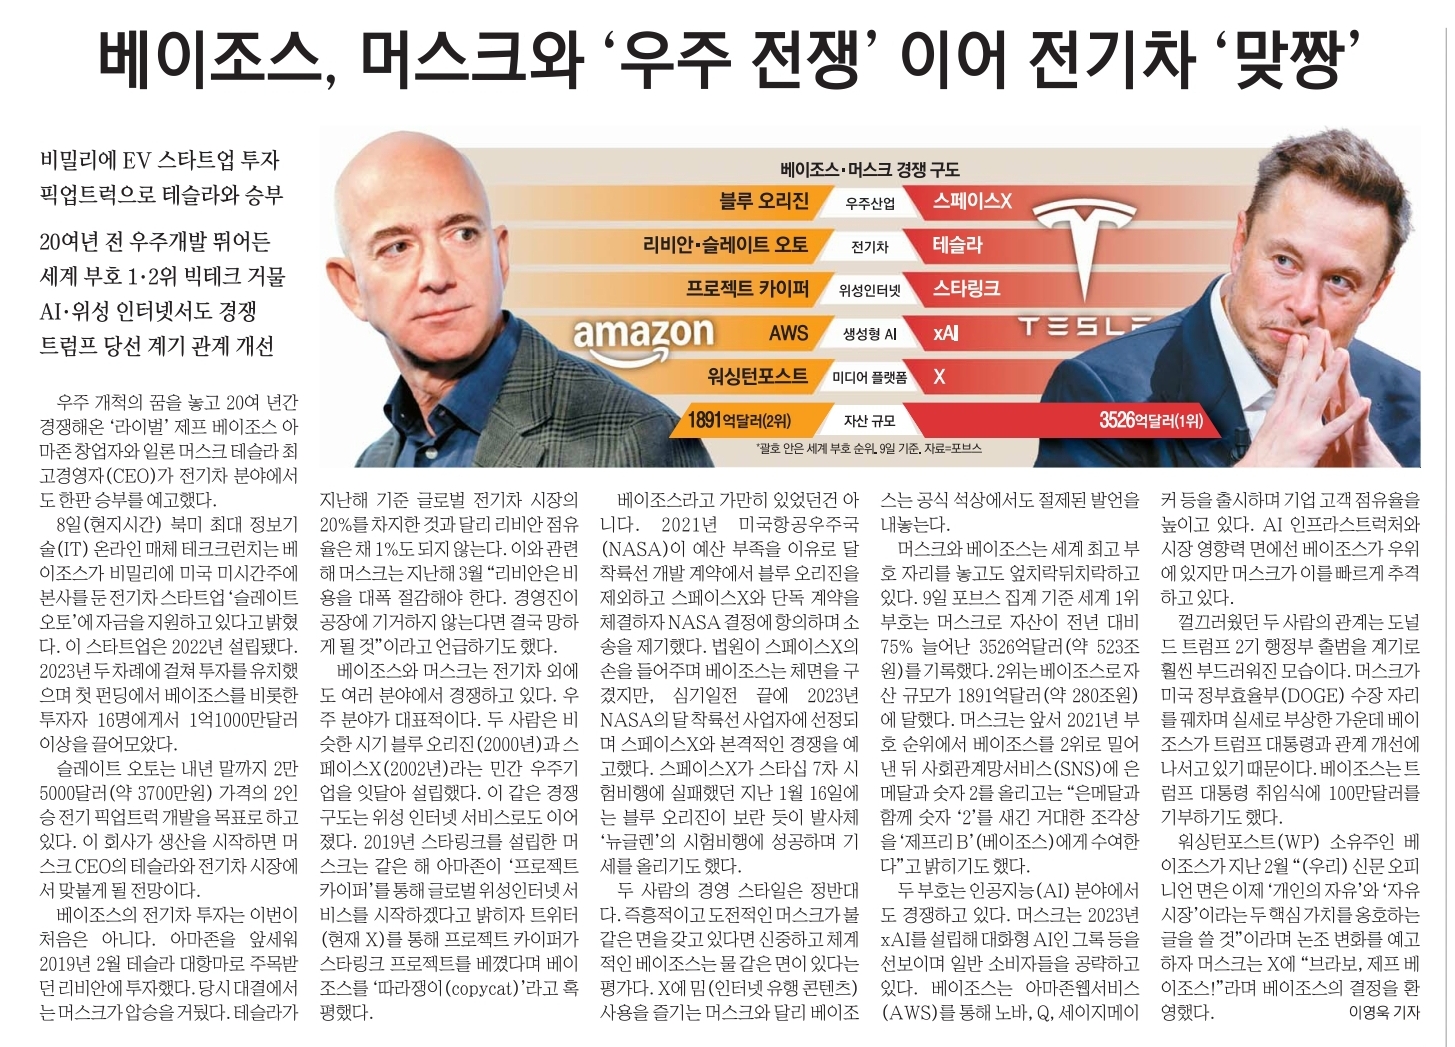 베이조스, 머스크와 ‘우주 전쟁’ 이어 전기차 ‘맞짱’
비밀리에 EV 스타트업 투자
픽업트럭으로 테슬라와 승부
20여년 전 우주개발 뛰어든
세계 부호 1·2위 빅테크 거물
AI·위성 인터넷서도 경쟁
트럼프 당선 계기 관계 개선
베이조스·머스크 경쟁 구도
블루 오리진 우주산업 스페이스X
리비안·슬레이트 오토 전기차 테슬라
프로젝트 카이퍼 위성인터넷 스타링크
AWS 생성형 AI xAI
워싱턴포스트 미디어 플랫폼 X
1891억달러(2위) 자산 규모 3526억달러(1위)
*괄호 안은 세계 부호 순위. 9일 기준. 자료=포브스
amazon
TESLA
우주 개척의 꿈을 놓고 20여 년간
경쟁해온 ‘라이벌’ 제프 베이조스 아
마존 창업자와 일론 머스크 테슬라 최
고경영자(CEO)가 전기차 분야에서
도 한판 승부를 예고했다.
8일(현지시간) 북미 최대 정보기
술(IT) 온라인 매체 테크크런치는 베
이조스가 비밀리에 미국 미시간주에
본사를 둔 전기차 스타트업 ‘슬레이트
오토’에 자금을 지원하고 있다고 밝혔
다. 이 스타트업은 2022년 설립됐다.
2023년 두 차례에 걸쳐 투자를 유치했
으며 첫 펀딩에서 베이조스를 비롯한
투자자 16명에게서 1억1000만달러
이상을 끌어모았다.
슬레이트 오토는 내년 말까지 2만
5000달러(약 3700만원) 가격의 2인
승 전기 픽업트럭 개발을 목표로 하고
있다. 이 회사가 생산을 시작하면 머
스크 CEO의 테슬라와 전기차 시장에
서 맞붙게 될 전망이다.
베이조스의 전기차 투자는 이번이
처음은 아니다. 아마존을 앞세워
2019년 2월 테슬라 대항마로 주목받
던 리비안에 투자했다. 당시 대결에서
는 머스크가 압승을 거뒀다. 테슬라가
지난해 기준 글로벌 전기차 시장의
20%를 차지한 것과 달리 리비안 점유
율은 채 1%도 되지 않는다. 이와 관련
해 머스크는 지난해 3월 “리비안은 비
용을 대폭 절감해야 한다. 경영진이
공장에 기거하지 않는다면 결국 망하
게 될 것”이라고 언급하기도 했다.
베이조스와 머스크는 전기차 외에
도 여러 분야에서 경쟁하고 있다. 우
주 분야가 대표적이다. 두 사람은 비
슷한 시기 블루 오리진(2000년)과 스
페이스X(2002년)라는 민간 우주기
업을 잇달아 설립했다. 이 같은 경쟁
구도는 위성 인터넷 서비스로도 이어
졌다. 2019년 스타링크를 설립한 머
스크는 같은 해 아마존이 ‘프로젝트
카이퍼’를 통해 글로벌 위성인터넷 서
비스를 시작하겠다고 밝히자 트위터
(현재 X)를 통해 프로젝트 카이퍼가
스타링크 프로젝트를 베꼈다며 베이
조스를 ‘따라쟁이(copycat)’라고 혹
평했다.
베이조스라고 가만히 있었던건 아
니다. 2021년 미국항공우주국
(NASA)이 예산 부족을 이유로 달
착륙선 개발 계약에서 블루 오리진을
제외하고 스페이스X와 단독 계약을
체결하자 NASA 결정에 항의하며 소
송을 제기했다. 법원이 스페이스X의
손을 들어주며 베이조스는 체면을 구
겼지만, 심기일전 끝에 2023년
NASA의 달 착륙선 사업자에 선정되
며 스페이스X와 본격적인 경쟁을 예
고했다. 스페이스X가 스타십 7차 시
험비행에 실패했던 지난 1월 16일에
는 블루 오리진이 보란 듯이 발사체
‘뉴글렌’의 시험비행에 성공하며 기
세를 올리기도 했다.
두 사람의 경영 스타일은 정반대
다. 즉흥적이고 도전적인 머스크가 불
같은 면을 갖고 있다면 신중하고 체계
적인 베이조스는 물 같은 면이 있다는
평가다. X에 밈(인터넷 유행 콘텐츠)
사용을 즐기는 머스크와 달리 베이조
스는 공식 석상에서도 절제된 발언을
내놓는다.
머스크와 베이조스는 세계 최고 부
호 자리를 놓고도 엎치락뒤치락하고
있다. 9일 포브스 집계 기준 세계 1위
부호는 머스크로 자산이 전년 대비
75% 늘어난 3526억달러(약 523조
원)를 기록했다. 2위는 베이조스로 자
산 규모가 1891억달러(약 280조원)
에 달했다. 머스크는 앞서 2021년 부
호 순위에서 베이조스를 2위로 밀어
낸 뒤 사회관계망서비스(SNS)에 은
메달과 숫자 2를 올리고는 “은메달과
함께 숫자 ‘2’를 새긴 거대한 조각상
을 ‘제프리 B’(베이조스)에게 수여한
다”고 밝히기도 했다.
두 부호는 인공지능(AI) 분야에서
도 경쟁하고 있다. 머스크는 2023년
xAI를 설립해 대화형 AI인 그록 등을
선보이며 일반 소비자들을 공략하고
있다. 베이조스는 아마존웹서비스
(AWS)를 통해 노바, Q, 세이지메이
커 등을 출시하며 기업 고객 점유율을
높이고 있다. AI 인프라스트럭처와
시장 영향력 면에선 베이조스가 우위
에 있지만 머스크가 이를 빠르게 추격
하고 있다.
껄끄러웠던 두 사람의 관계는 도널
드 트럼프 2기 행정부 출범을 계기로
훨씬 부드러워진 모습이다. 머스크가
미국 정부효율부(DOGE) 수장 자리
를 꿰차며 실세로 부상한 가운데 베이
조스가 트럼프 대통령과 관계 개선에
나서고 있기 때문이다. 베이조스는 트
럼프 대통령 취임식에 100만달러를
기부하기도 했다.
워싱턴포스트(WP) 소유주인 베
이조스가 지난 2월 “(우리) 신문 오피
니언 면은 이제 ‘개인의 자유’와 ‘자유
시장’이라는 두 핵심 가치를 옹호하는
글을 쓸 것”이라며 논조 변화를 예고
하자 머스크는 X에 “브라보, 제프 베
이조스!”라며 베이조스의 결정을 환
영했다. 이영욱 기자